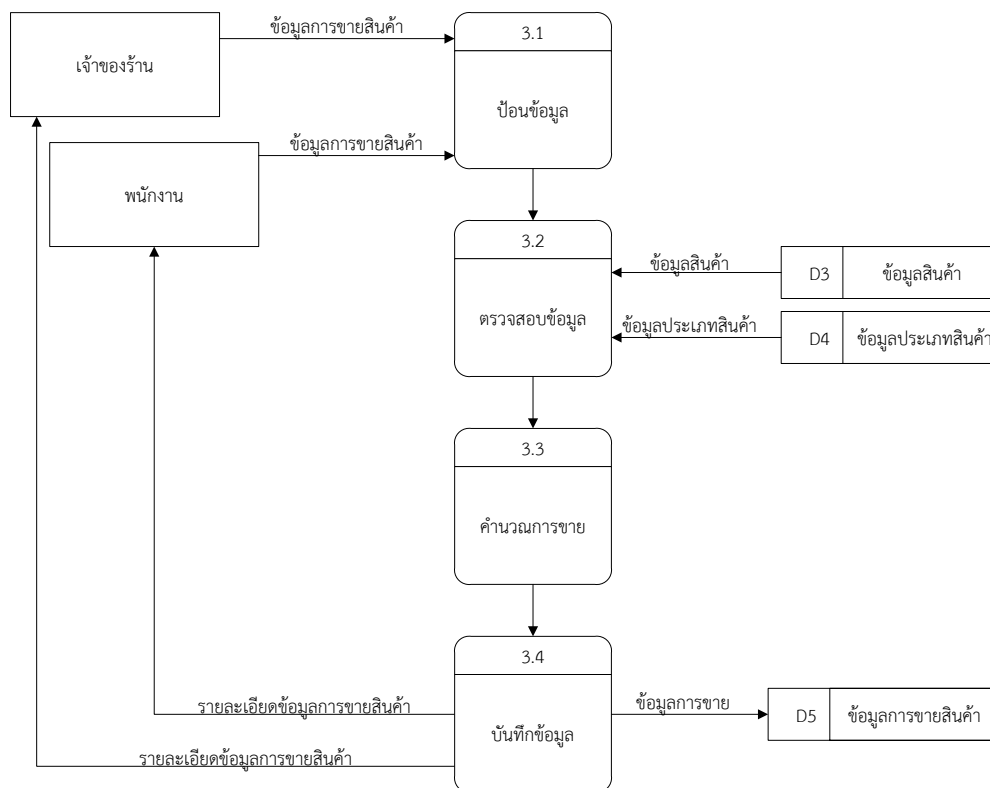 ข้อมูลการขายสินค้า
3.1
เจ้าของร้าน
ป้อนข้อมูล
ข้อมูลการขายสินค้า
พนักงาน
3.2
ข้อมูลสินค้า
D3
ข้อมูลสินค้า
ตรวจสอบข้อมูล
ข้อมูลประเภทสินค้า
D4
ข้อมูลประเภทสินค้า
3.3
คำนวณการขาย
3.4
รายละเอียดข้อมูลการขายสินค้า
ข้อมูลการขาย
D5
ข้อมูลการขายสินค้า
บันทึกข้อมูล
รายละเอียดข้อมูลการขายสินค้า